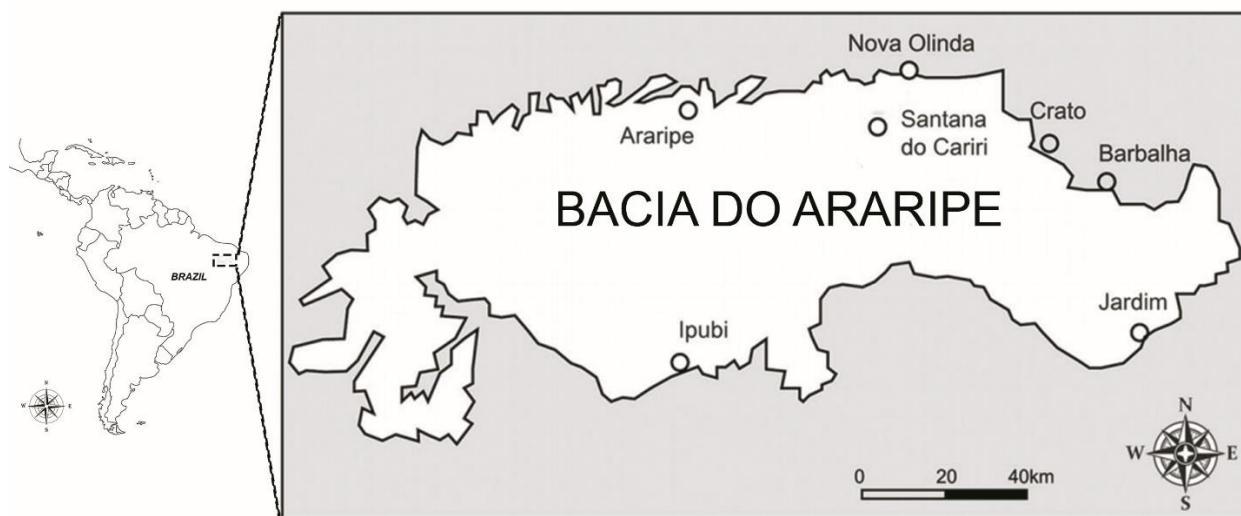 Nova Olinda
Araripe
Santana
do Cariri
Crato
Barbalha
BACIA DO ARARIPE
BRAZIL
Ipubi
Jardim
N
W E
S
0 20 40km
N
W E
S